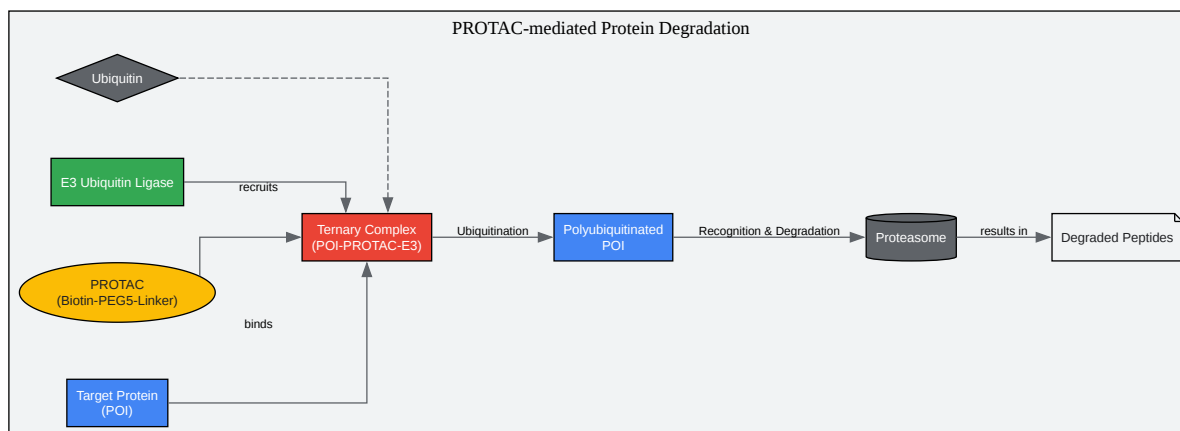 PROTAC-mediated Protein Degradation
Ubiquitin
E3 Ubiquitin Ligase
recruits
Ternary Complex
(POI-PROTAC-E3)
Ubiquitination
Polyubiquitinated
POI
Recognition & Degradation
Proteasome
results in
Degraded Peptides
PROTAC
(Biotin-PEG5-Linker)
binds
Target Protein
(POI)